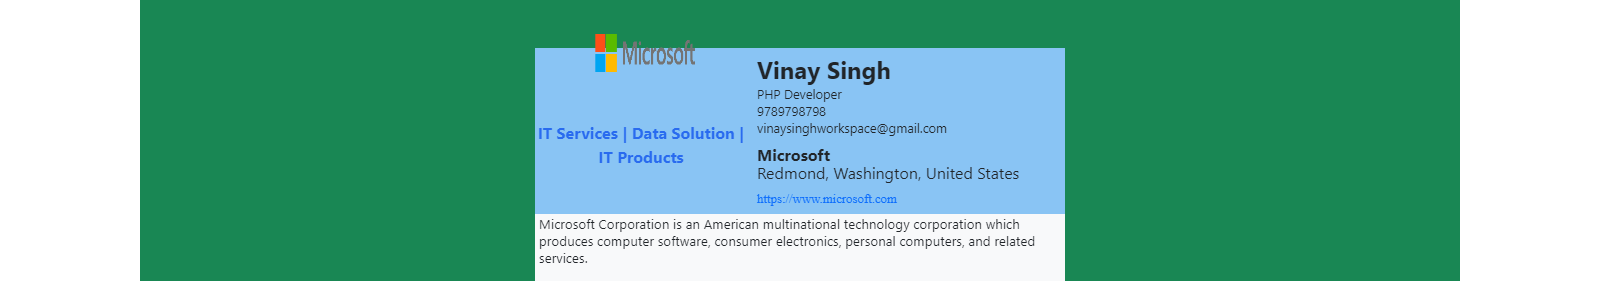 Microsoft
IT Services | Data Solution |
IT Products
Vinay Singh
PHP Developer
9789798798
vinaysinghworkspace@gmail.com
Microsoft
Redmond, Washington, United States
https://www.microsoft.com
Microsoft Corporation is an American multinational technology corporation which
produces computer software, consumer electronics, personal computers, and related
services.